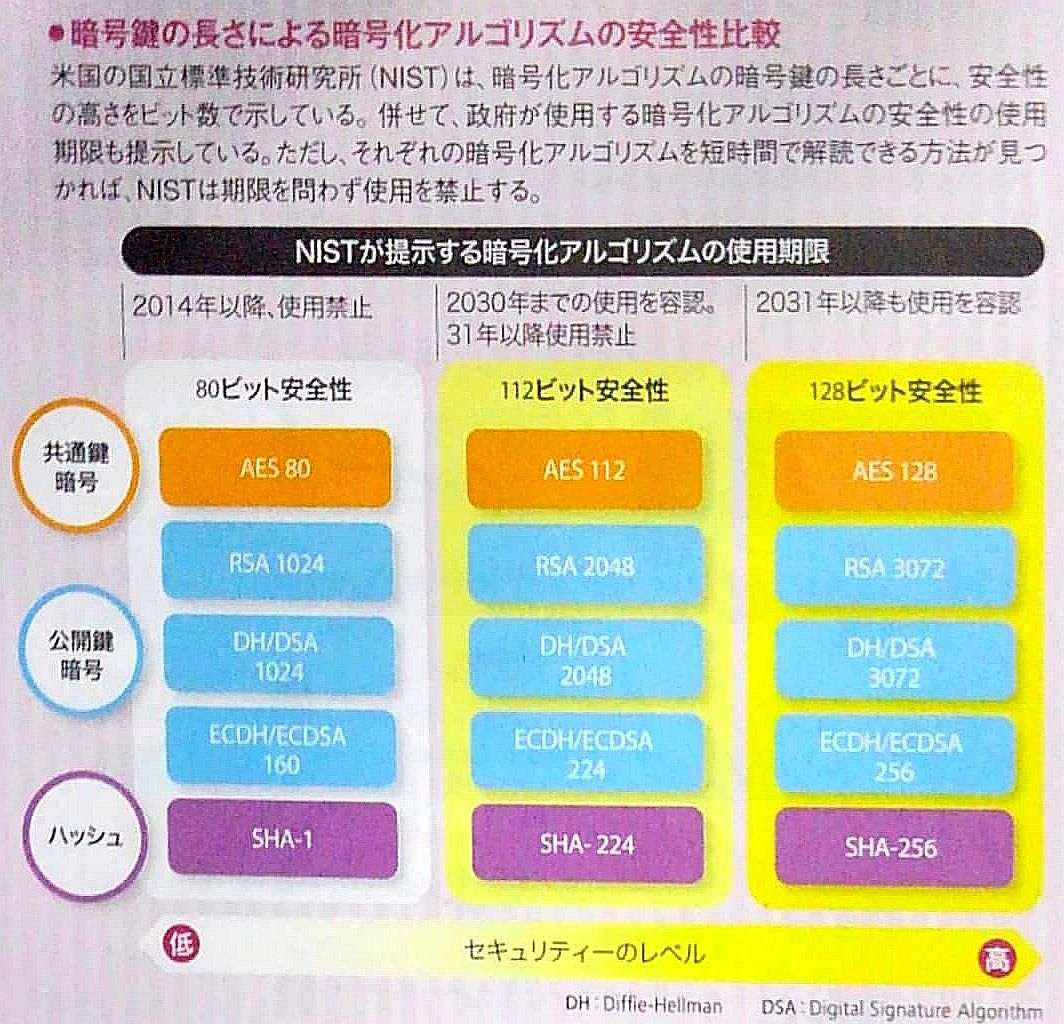 ●暗号鍵の長さによる暗号化アルゴリズムの安全性比較
米国の国立標準技術研究所(NIST)は、暗号化アルゴリズムの暗号鍵の長さごとに、安全性
の高さをビット数で示している。併せて、政府が使用する暗号化アルゴリズムの安全性の使用
期限も提示している。ただし、それぞれの暗号化アルゴリズムを短時間で解読できる方法が見つ
かれば、NISTは期限を問わず使用を禁止する。
NISTが提示する暗号化アルゴリズムの使用期限
2014年以降、使用禁止
2030年までの使用を容認。
31年以降使用禁止
2031年以降も使用を容認
80ビット安全性
112ビット安全性
128ビット安全性
共通鍵
暗号
AES 80
AES 112
AES 128
RSA 1024
RSA 2048
RSA 3072
公開鍵
暗号
DH/DSA
1024
DH/DSA
2048
DH/DSA
3072
ECDH/ECDSA
160
ECDH/ECDSA
224
ECDH/ECDSA
256
ハッシュ
SHA-1
SHA- 224
SHA-256
低
セキュリティーのレベル
高
DH：Diffie-Hellman
DSA：Digital Signature Algorithm